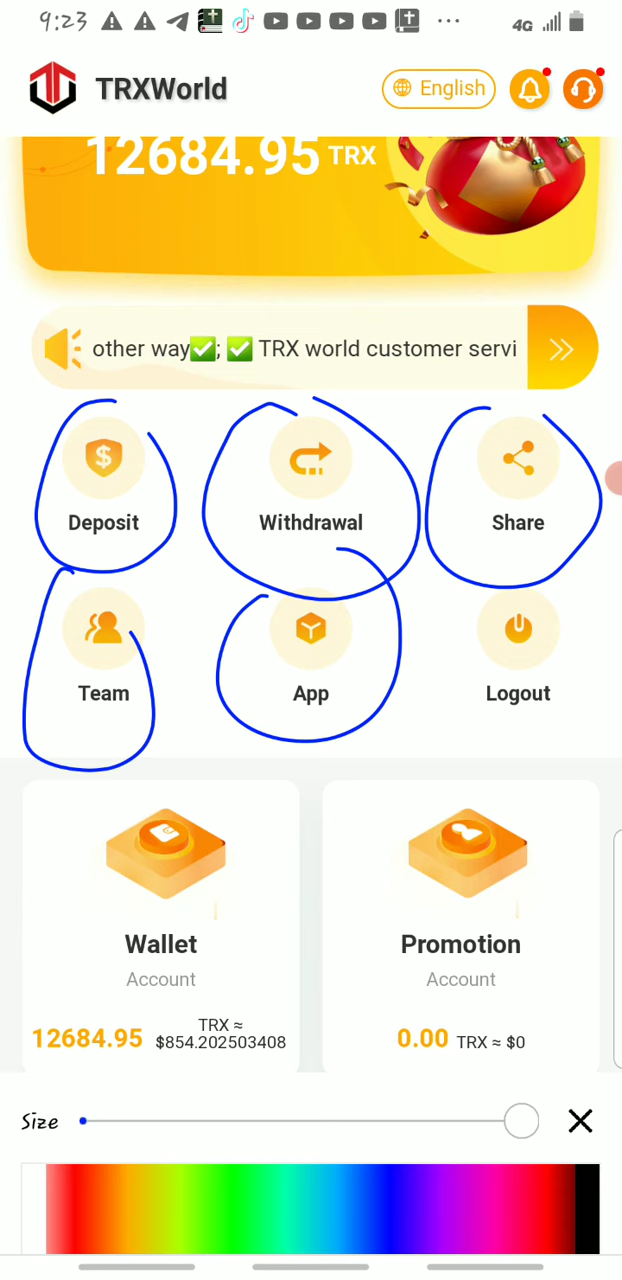 9:23 ... 4G
TRXWorld English
12684.95 TRX
other way✅; ✅ TRX world customer servi
Deposit Withdrawal Share
Team App Logout
Wallet Promotion
Account Account
TRX ≈
12684.95 $854.202503408 0.00 TRX ≈ $0
Size